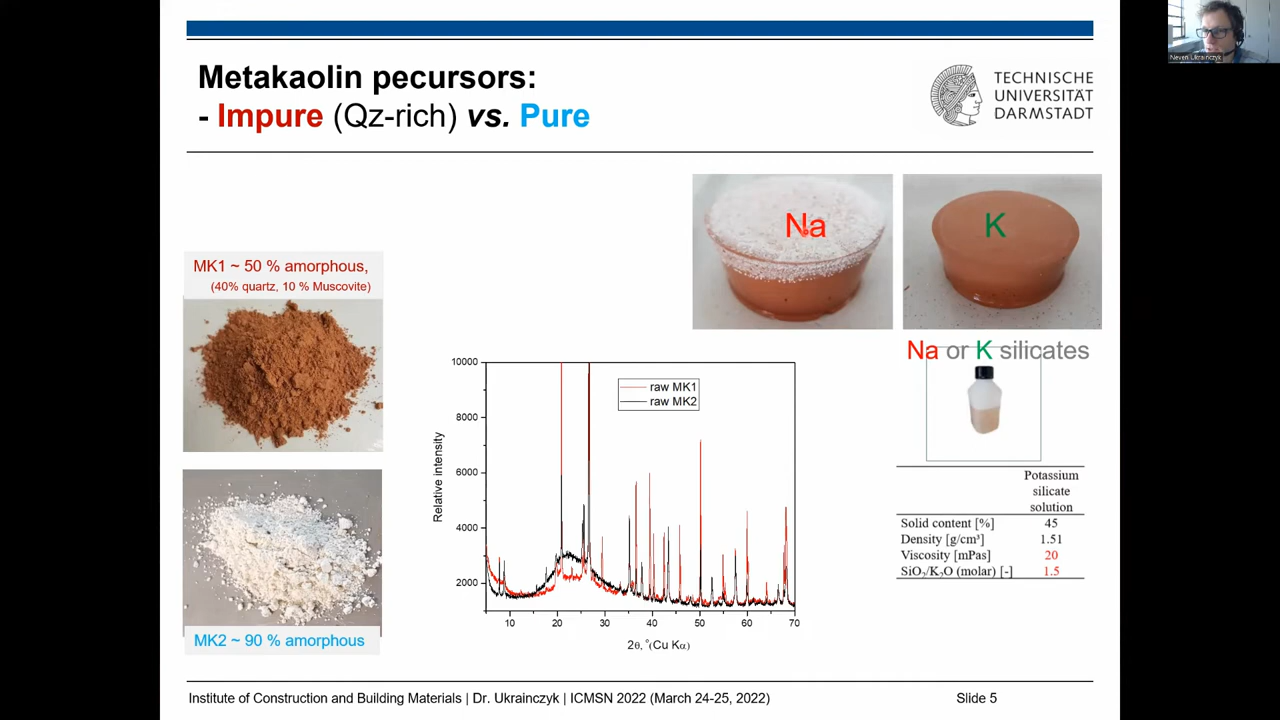 Metakaolin pecursors:
- Impure (Qz-rich) vs. Pure
TECHNISCHE
UNIVERSITÄT
DARMSTADT
Neven Ukrainczyk
Na
K
MK1 ~ 50 % amorphous,
(40% quartz, 10 % Muscovite)
MK2 ~ 90 % amorphous
10000
8000
6000
4000
2000
Relative intensity
raw MK1
raw MK2
10 20 30 40 50 60 70
2θ, °(Cu Kα)
Na or K silicates
Potassium
silicate
solution
Solid content [%] 45
Density [g/cm³] 1.51
Viscosity [mPas] 20
SiO₂/K₂O (molar) [-] 1.5
Institute of Construction and Building Materials | Dr. Ukrainczyk | ICMSN 2022 (March 24-25, 2022)
Slide 5